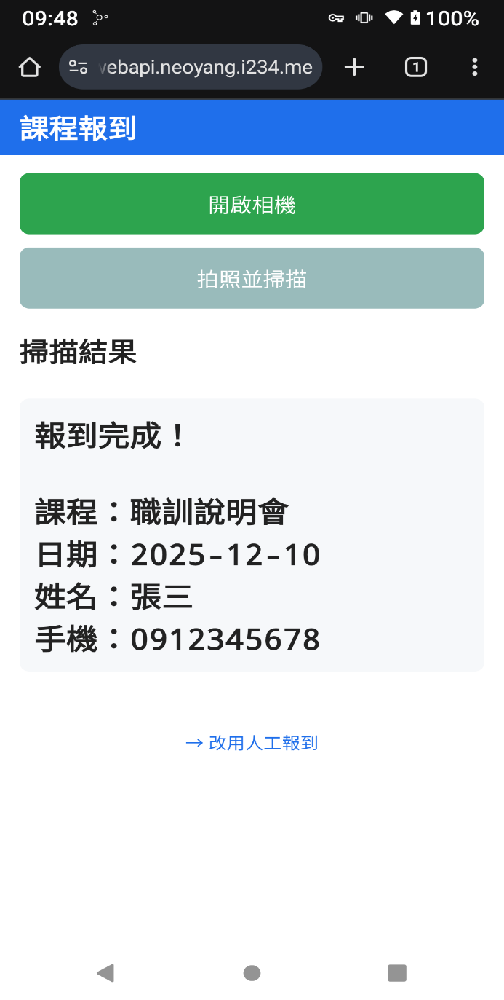 09:48
100%
vebapi.neoyang.i234.me
1
課程報到
開啟相機
拍照並掃描
掃描結果
報到完成！
課程：職訓說明會
日期：2025-12-10
姓名：張三
手機：0912345678
→ 改用人工報到